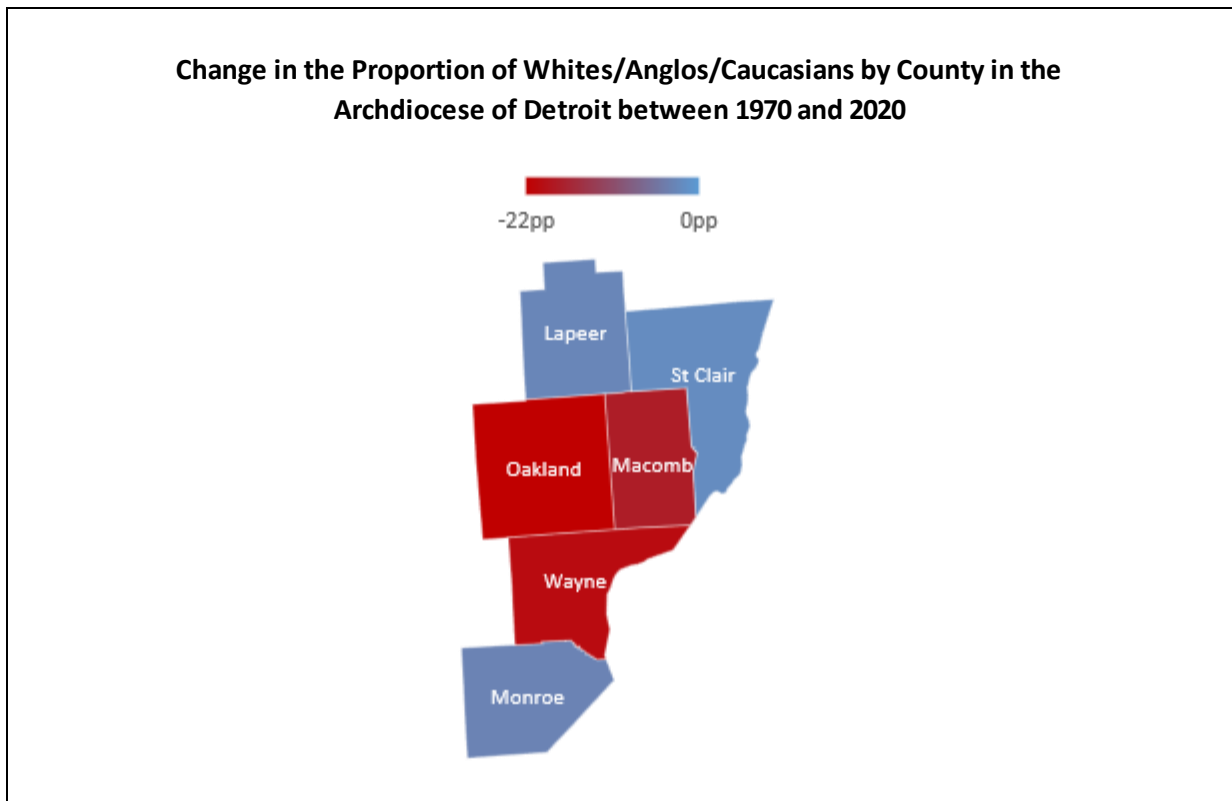 Change in the Proportion of Whites/Anglos/Caucasians by County in the
Archdiocese of Detroit between 1970 and 2020
-22pp 0pp
Lapeer
St Clair
Oakland
Macomb
Wayne
Monroe